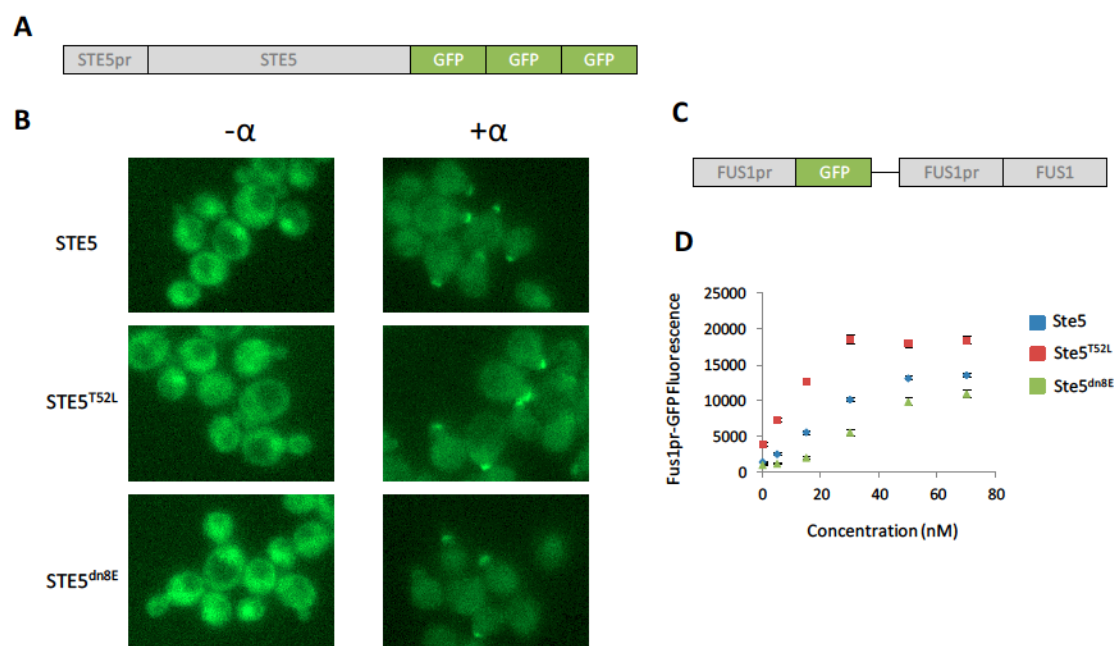 A
STE5pr STE5 GFP GFP GFP
B
-α +α
STE5
STE5T52L
STE5dn8E
C
FUS1pr GFP FUS1pr FUS1
D
Fus1pr-GFP Fluorescence
25000
20000
15000
10000
5000
0
0 20 40 60 80
Concentration (nM)
Ste5
Ste5T52L
Ste5dn8E